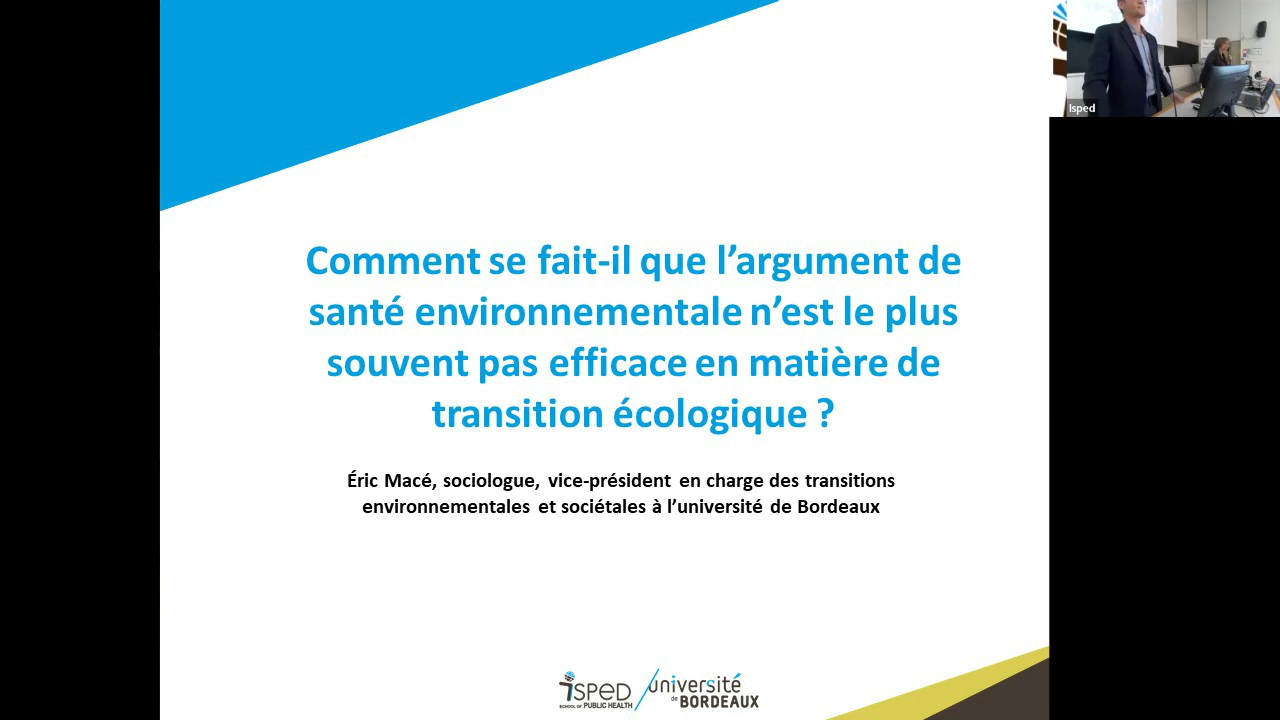 Comment se fait-il que l’argument de
santé environnementale n’est le plus
souvent pas efficace en matière de
transition écologique ?
Éric Macé, sociologue, vice-président en charge des transitions
environnementales et sociétales à l’université de Bordeaux
Isped
ISPED
SCHOOL OF PUBLIC HEALTH
université
de BORDEAUX